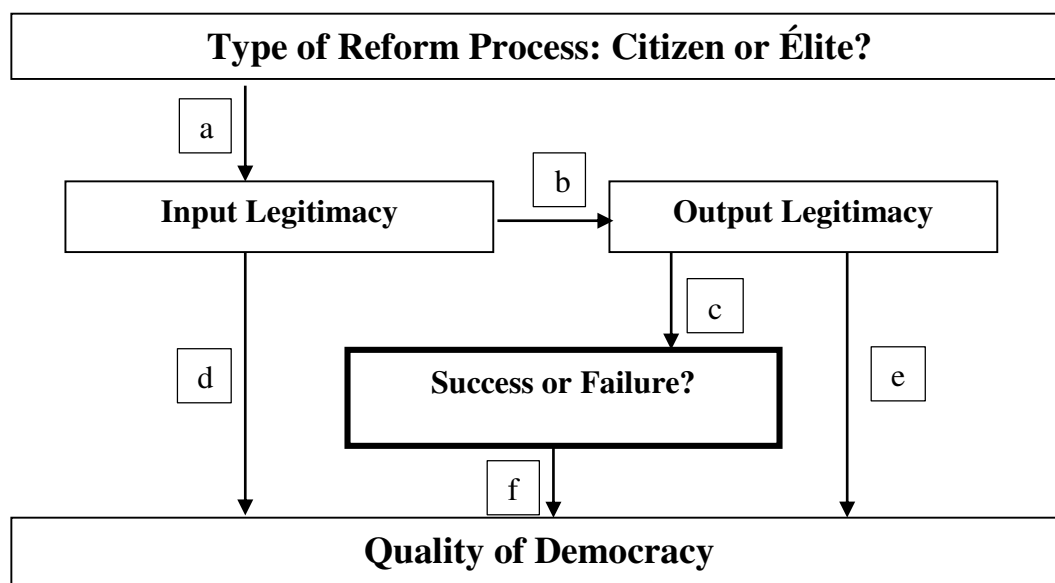 Type of Reform Process: Citizen or Élite?
a
b
Input Legitimacy
Output Legitimacy
c
d
Success or Failure?
e
f
Quality of Democracy